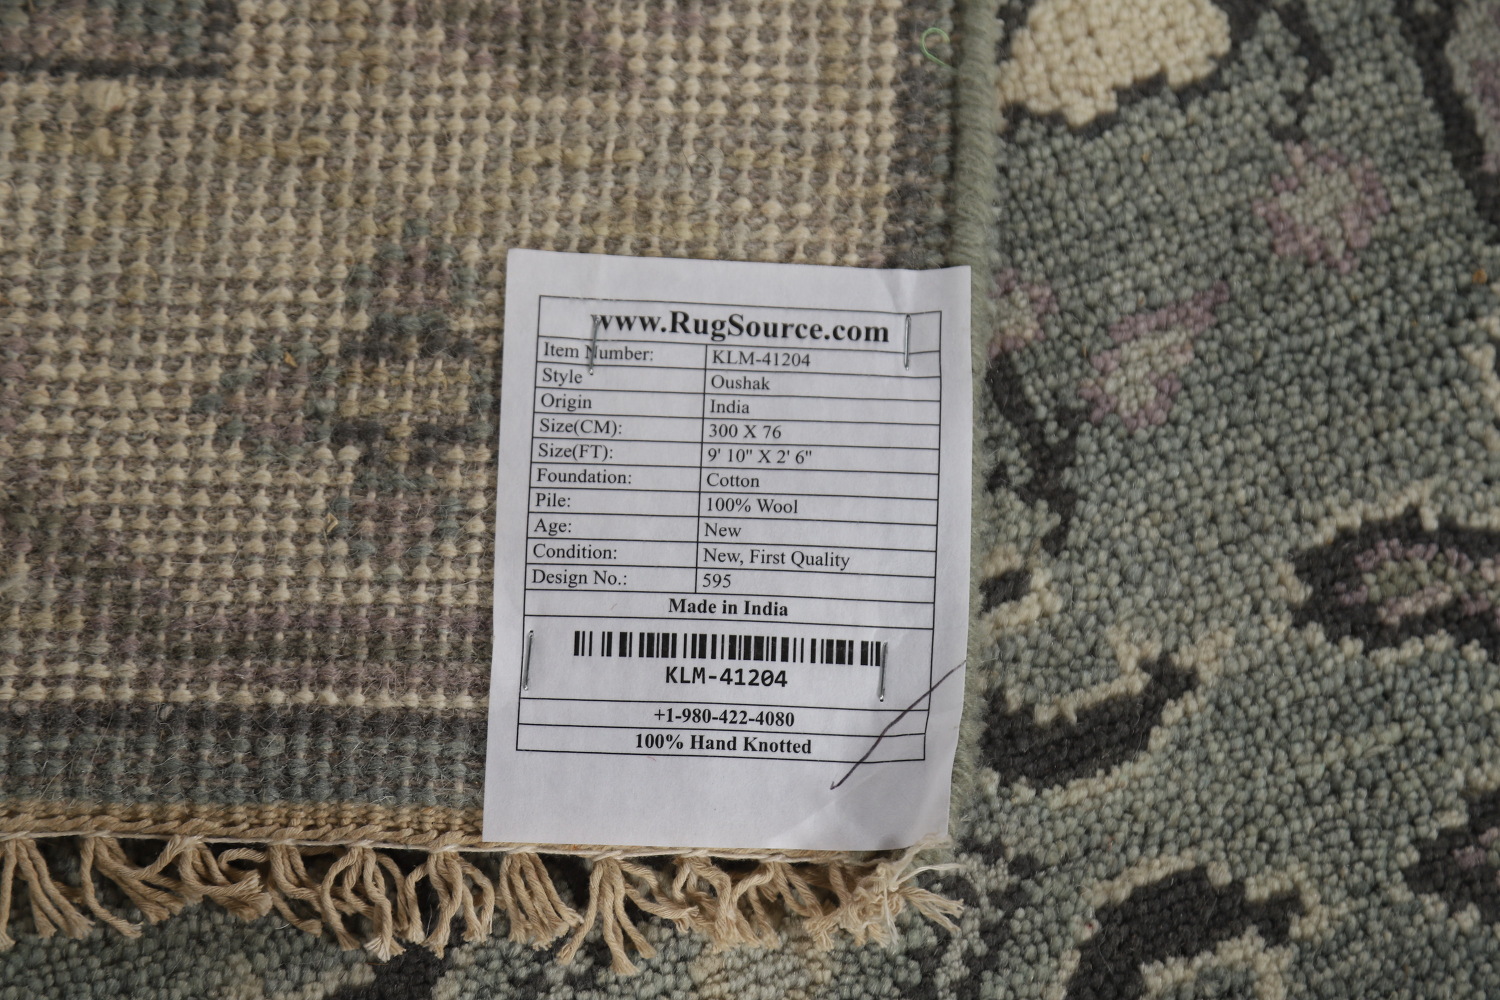 www.RugSource.com
Item Number: KLM-41204
Style Oushak
Origin India
Size(CM): 300 X 76
Size(FT): 9' 10" X 2' 6"
Foundation: Cotton
Pile: 100% Wool
Age: New
Condition: New, First Quality
Design No.: 595
Made in India
KLM-41204
+1-980-422-4080
100% Hand Knotted